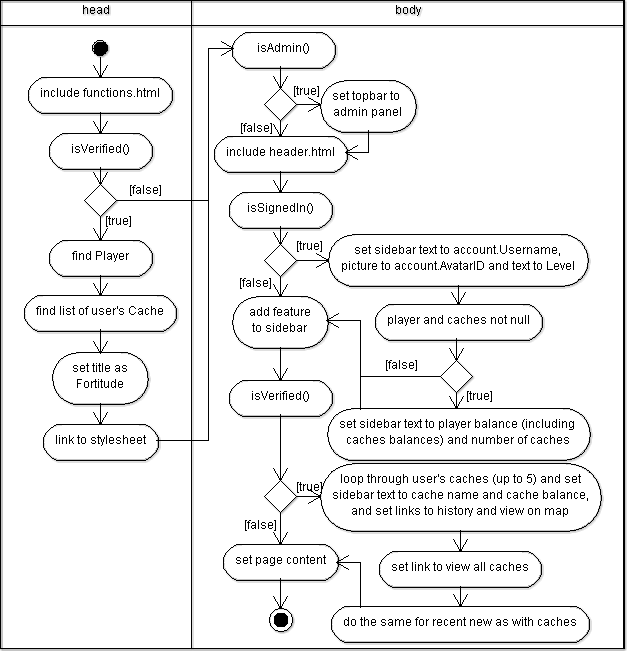 head
include functions.html
isVerified()
[false]
[true]
find Player
find list of user's Cache
set title as
Fortitude
link to stylesheet
body
isAdmin()
[true]
set topbar to
admin panel
[false]
include header.html
isSignedIn()
[true]
set sidebar text to account.Username,
picture to account.AvatarID and text to Level
[false]
add feature
to sidebar
player and caches not null
[false]
[true]
set sidebar text to player balance (including
caches balances) and number of caches
isVerified()
[true]
loop through user's caches (up to 5) and set
sidebar text to cache name and cache balance,
and set links to history and view on map
[false]
set page content
set link to view all caches
do the same for recent new as with caches